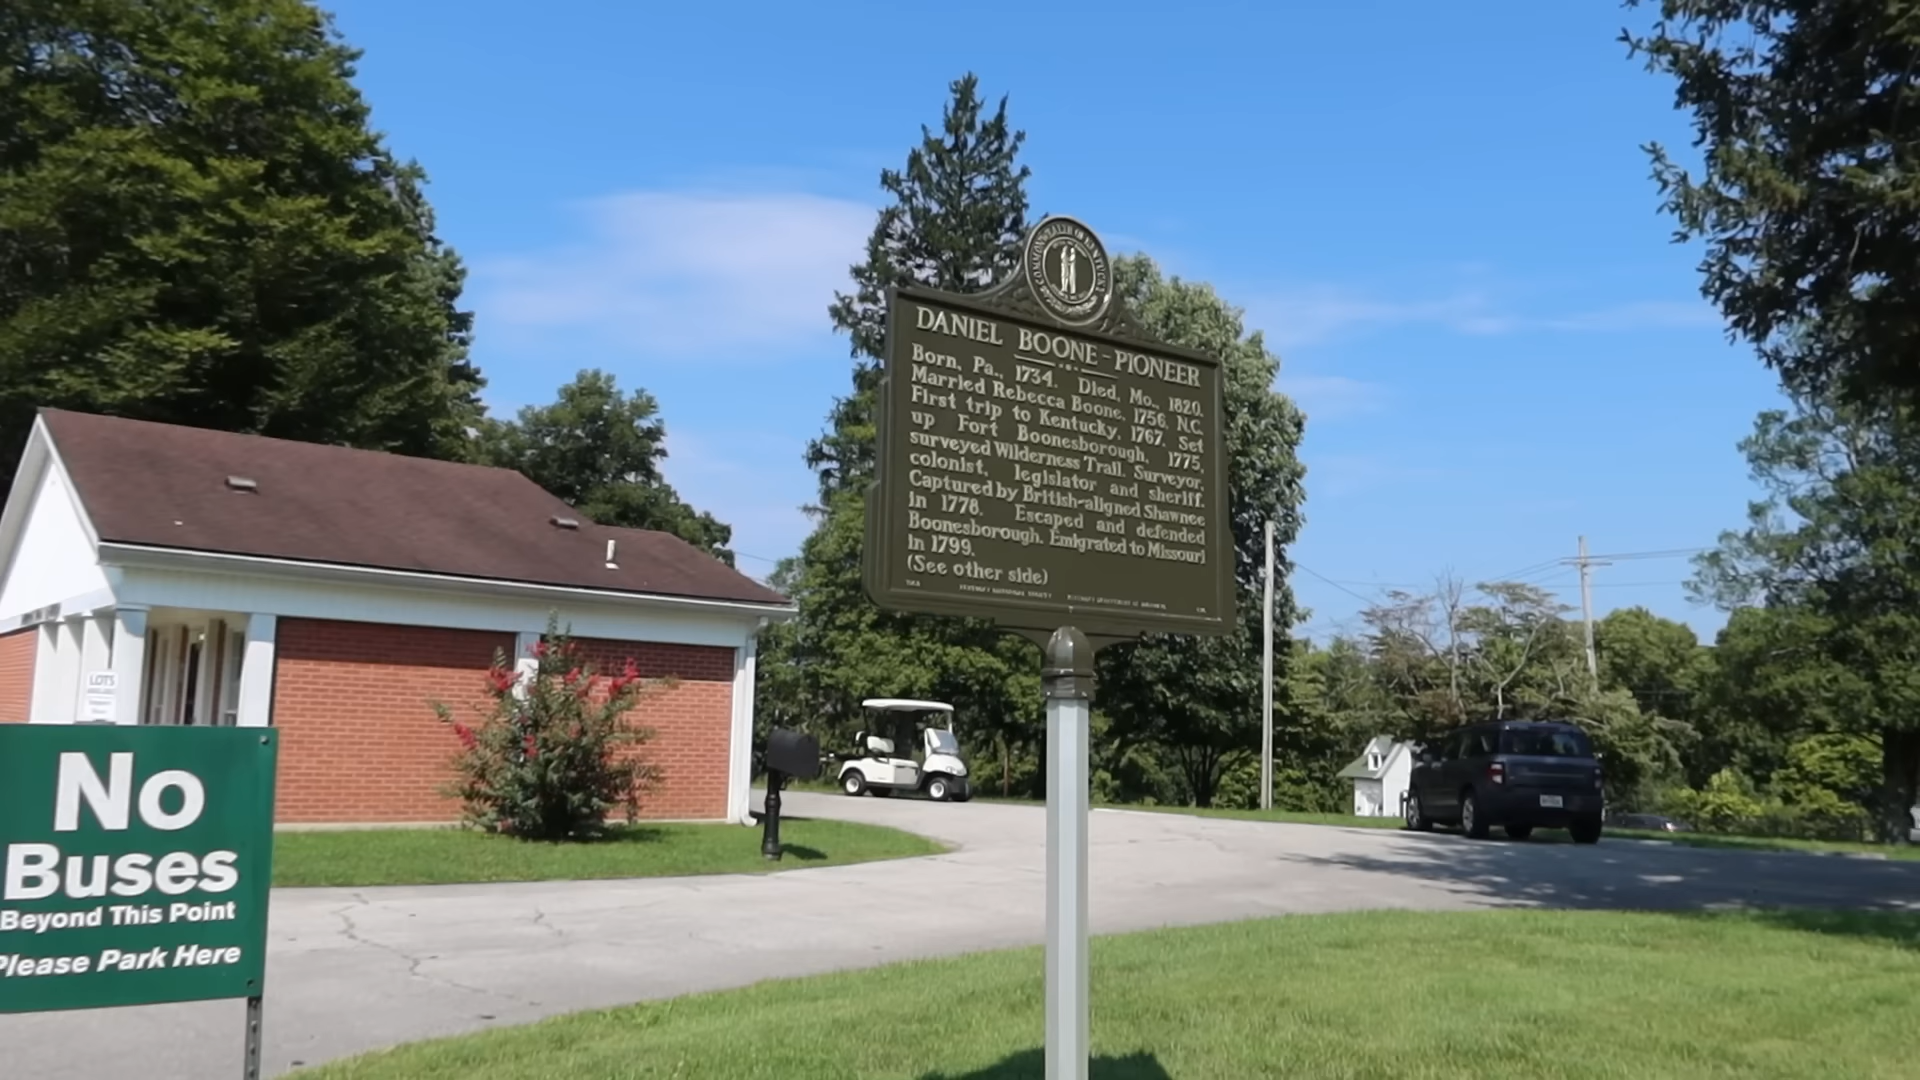 COMMONWEALTH OF KENTUCKY
DANIEL BOONE - PIONEER
Born, Pa., 1734. Died, Mo., 1820.
Married Rebecca Boone, 1756, N.C.
First trip to Kentucky, 1767. Set
up Fort Boonesborough, 1775,
surveyed Wilderness Trail. Surveyor,
colonist, legislator and sheriff.
Captured by British-aligned Shawnee
in 1778. Escaped and defended
Boonesborough. Emigrated to Missouri
in 1799.
(See other side)
LOTS
No
Buses
Beyond This Point
Please Park Here